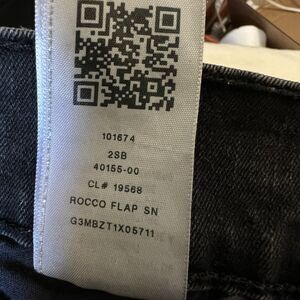 101674
2SB
40155-00
CL# 19568
ROCCO FLAP SN
G3MBZT1X05711